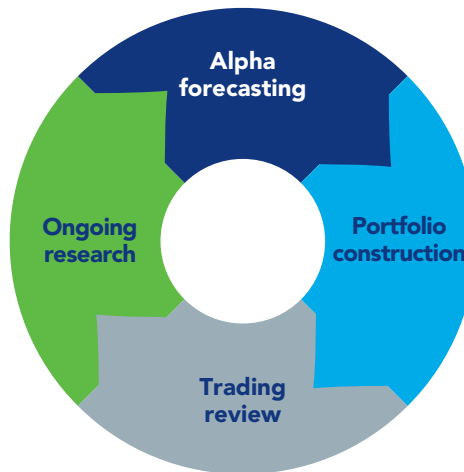 Alpha
forecasting
Portfolio
construction
Trading
review
Ongoing
research